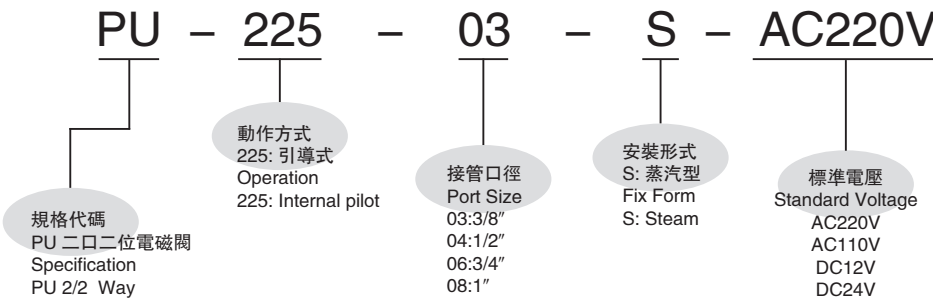 PU – 225 – 03 – S – AC220V
規格代碼
PU 二口二位電磁閥
Specification
PU 2/2 Way
動作方式
225: 引導式
Operation
225: Internal pilot
接管口徑
Port Size
03:3/8″
04:1/2″
06:3/4″
08:1″
安裝形式
S: 蒸汽型
Fix Form
S: Steam
標準電壓
Standard Voltage
AC220V
AC110V
DC12V
DC24V